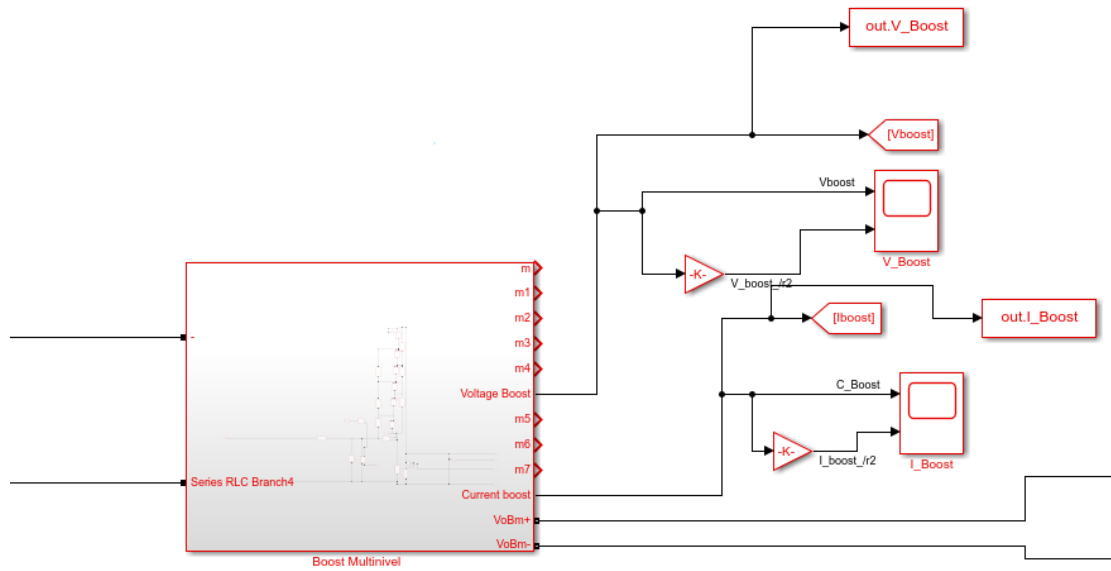 out.V_Boost
[Vboost]
Vboost
V_Boost
-K-
V_boost_/r2
m
m1
m2
m3
m4
[Iboost]
out.I_Boost
-
Voltage Boost
C_Boost
m5
m6
m7
-K-
I_boost_/r2
I_Boost
Series RLC Branch4
Current boost
VoBm+
VoBm-
Boost Multinivel